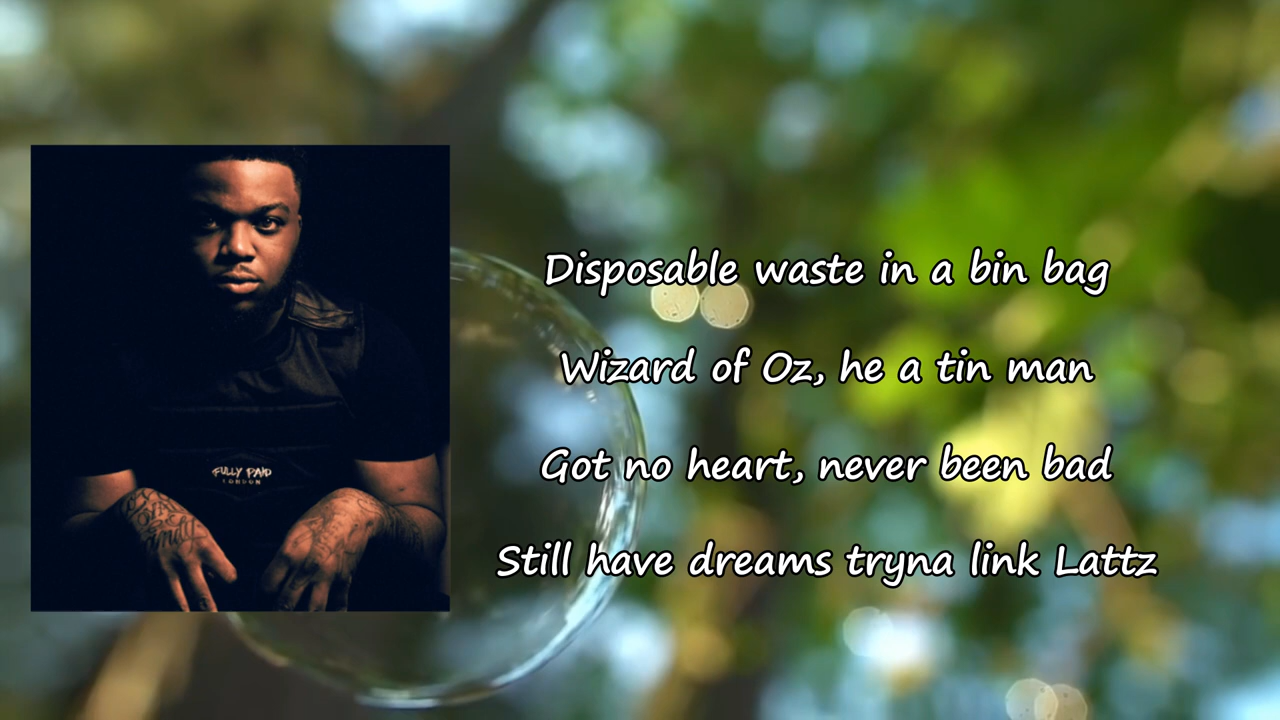 Disposable waste in a bin bag
Wizard of Oz, he a tin man
Got no heart, never been bad
Still have dreams tryna link Lattz
FULLY PAID
LONDON